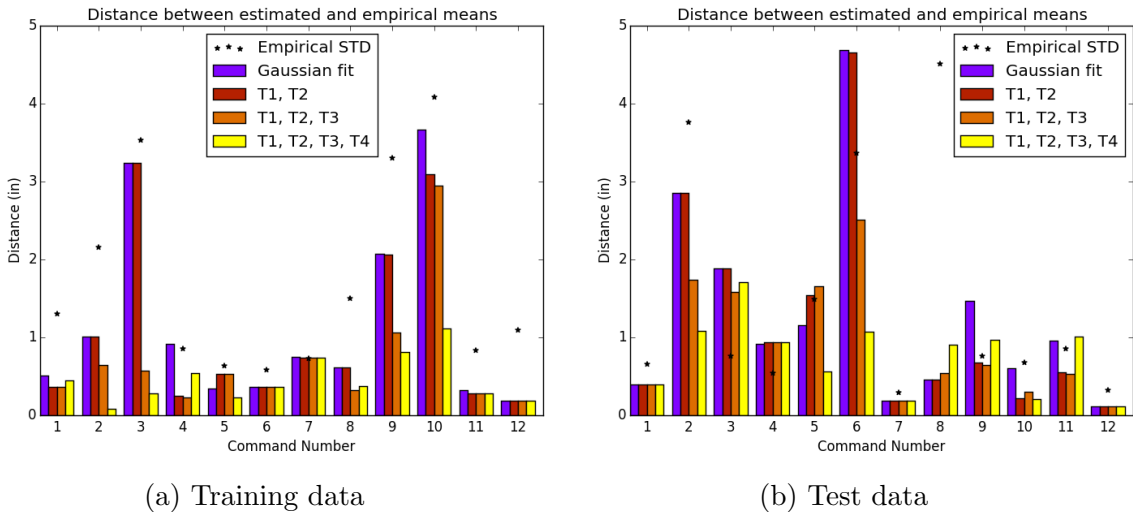 Distance between estimated and empirical means
5
4
3
2
1
0
Distance (in)
Empirical STD
Gaussian fit
T1, T2
T1, T2, T3
T1, T2, T3, T4
1 2 3 4 5 6 7 8 9 10 11 12
Command Number
(a) Training data
Distance between estimated and empirical means
5
4
3
2
1
0
Distance (in)
Empirical STD
Gaussian fit
T1, T2
T1, T2, T3
T1, T2, T3, T4
1 2 3 4 5 6 7 8 9 10 11 12
Command Number
(b) Test data